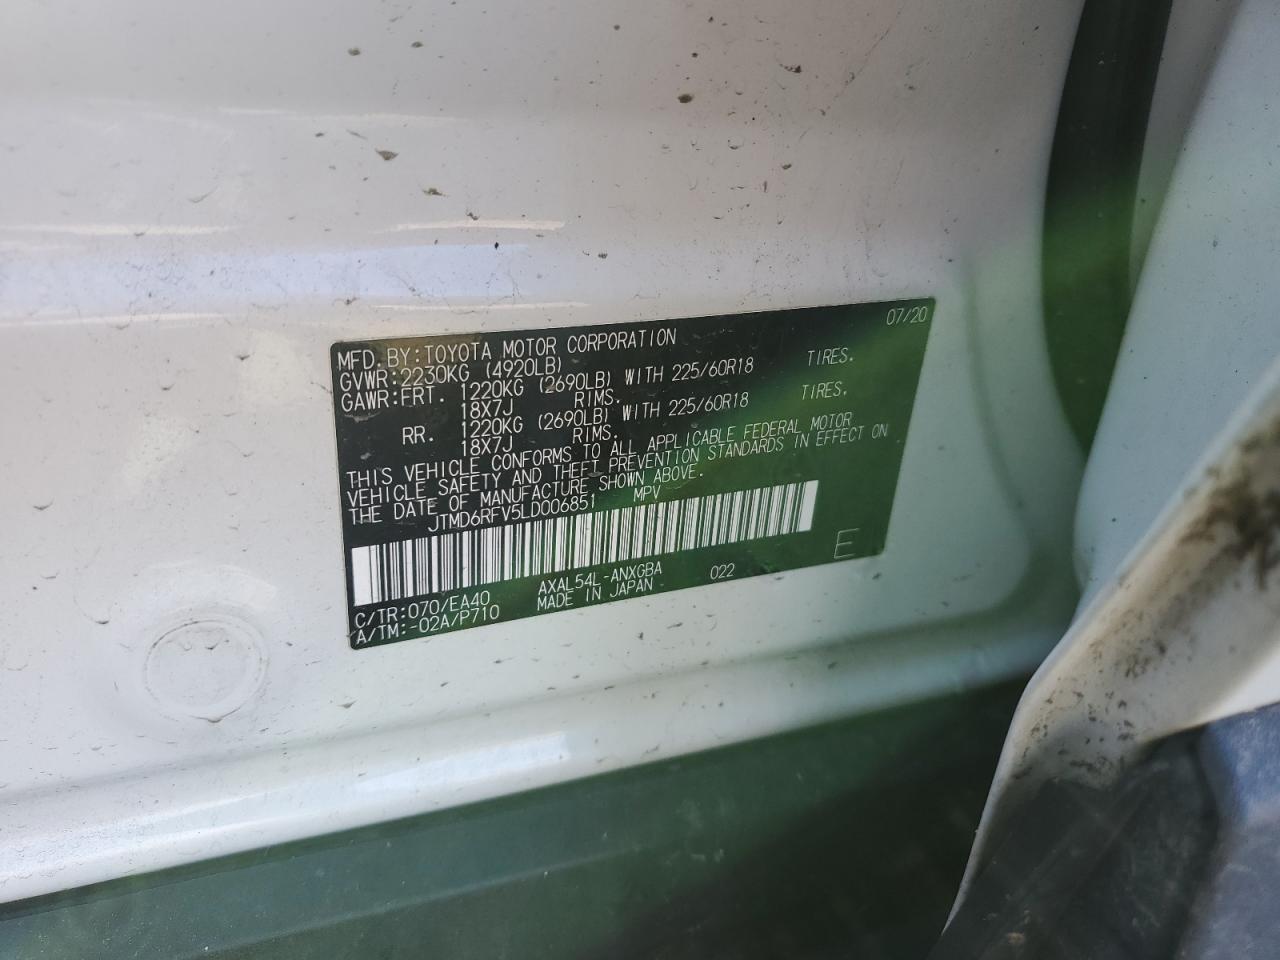 07/20
MFD. BY:TOYOTA MOTOR CORPORATION
GVWR:2230KG (4920LB)
GAWR:FRT. 1220KG (2690LB) WITH 225/60R18 TIRES.
18X7J RIMS.
RR. 1220KG (2690LB) WITH 225/60R18 TIRES.
18X7J RIMS.
THIS VEHICLE CONFORMS TO ALL APPLICABLE FEDERAL MOTOR
VEHICLE SAFETY AND THEFT PREVENTION STANDARDS IN EFFECT ON
THE DATE OF MANUFACTURE SHOWN ABOVE.
JTMD6RFV5LD006851 MPV
E
C/TR:070/EA40 AXAL54L-ANXGBA 022
A/TM:-02A/P710 MADE IN JAPAN